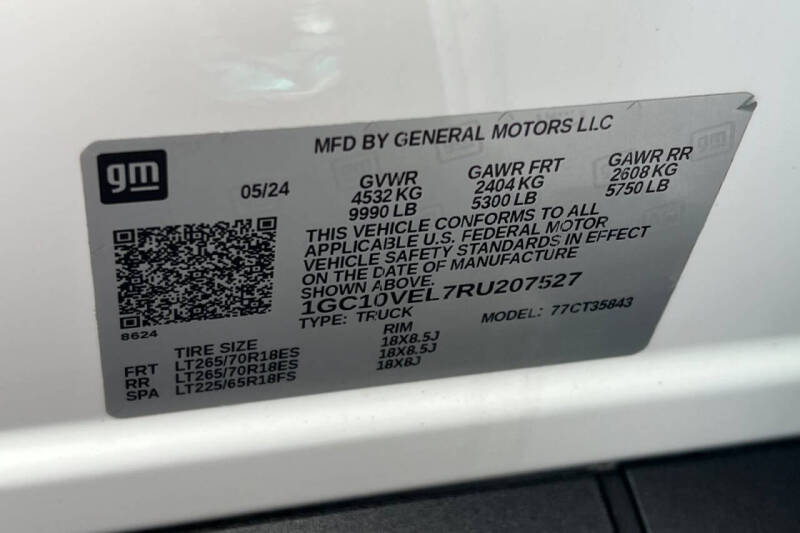 MFD BY GENERAL MOTORS LLC
gm
05/24
GVWR GAWR FRT GAWR RR
4532 KG 2404 KG 2608 KG
9990 LB 5300 LB 5750 LB
THIS VEHICLE CONFORMS TO ALL
APPLICABLE U.S. FEDERAL MOTOR
VEHICLE SAFETY STANDARDS IN EFFECT
ON THE DATE OF MANUFACTURE
SHOWN ABOVE.
1GC10VEL7RU207527
TYPE: TRUCK MODEL: 77CT35843
8624
TIRE SIZE RIM
FRT LT265/70R18ES 18X8.5J
RR LT265/70R18ES 18X8.5J
SPA LT225/65R18FS 18X8J